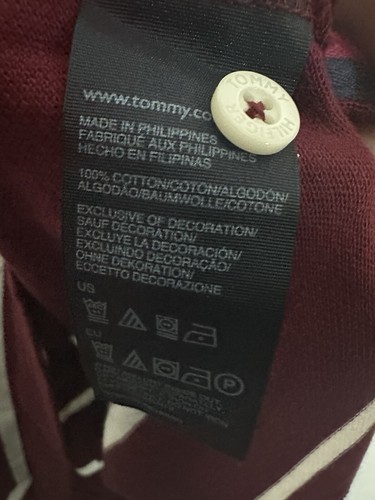 www.tommy.co
TOMMY
HILFIGER
MADE IN PHILIPPINES
FABRIQUÉ AUX PHILIPPINES
HECHO EN FILIPINAS
100% COTTON/COTON/ALGODÓN/
ALGODÃO/BAUMWOLLE/COTONE
EXCLUSIVE OF DECORATION/
SAUF DÉCORATION/
EXCLUYE LA DECORACIÓN/
EXCLUINDO DECORAÇÃO/
OHNE DEKORATION/
ECCETTO DECORAZIONE
US
EU
P